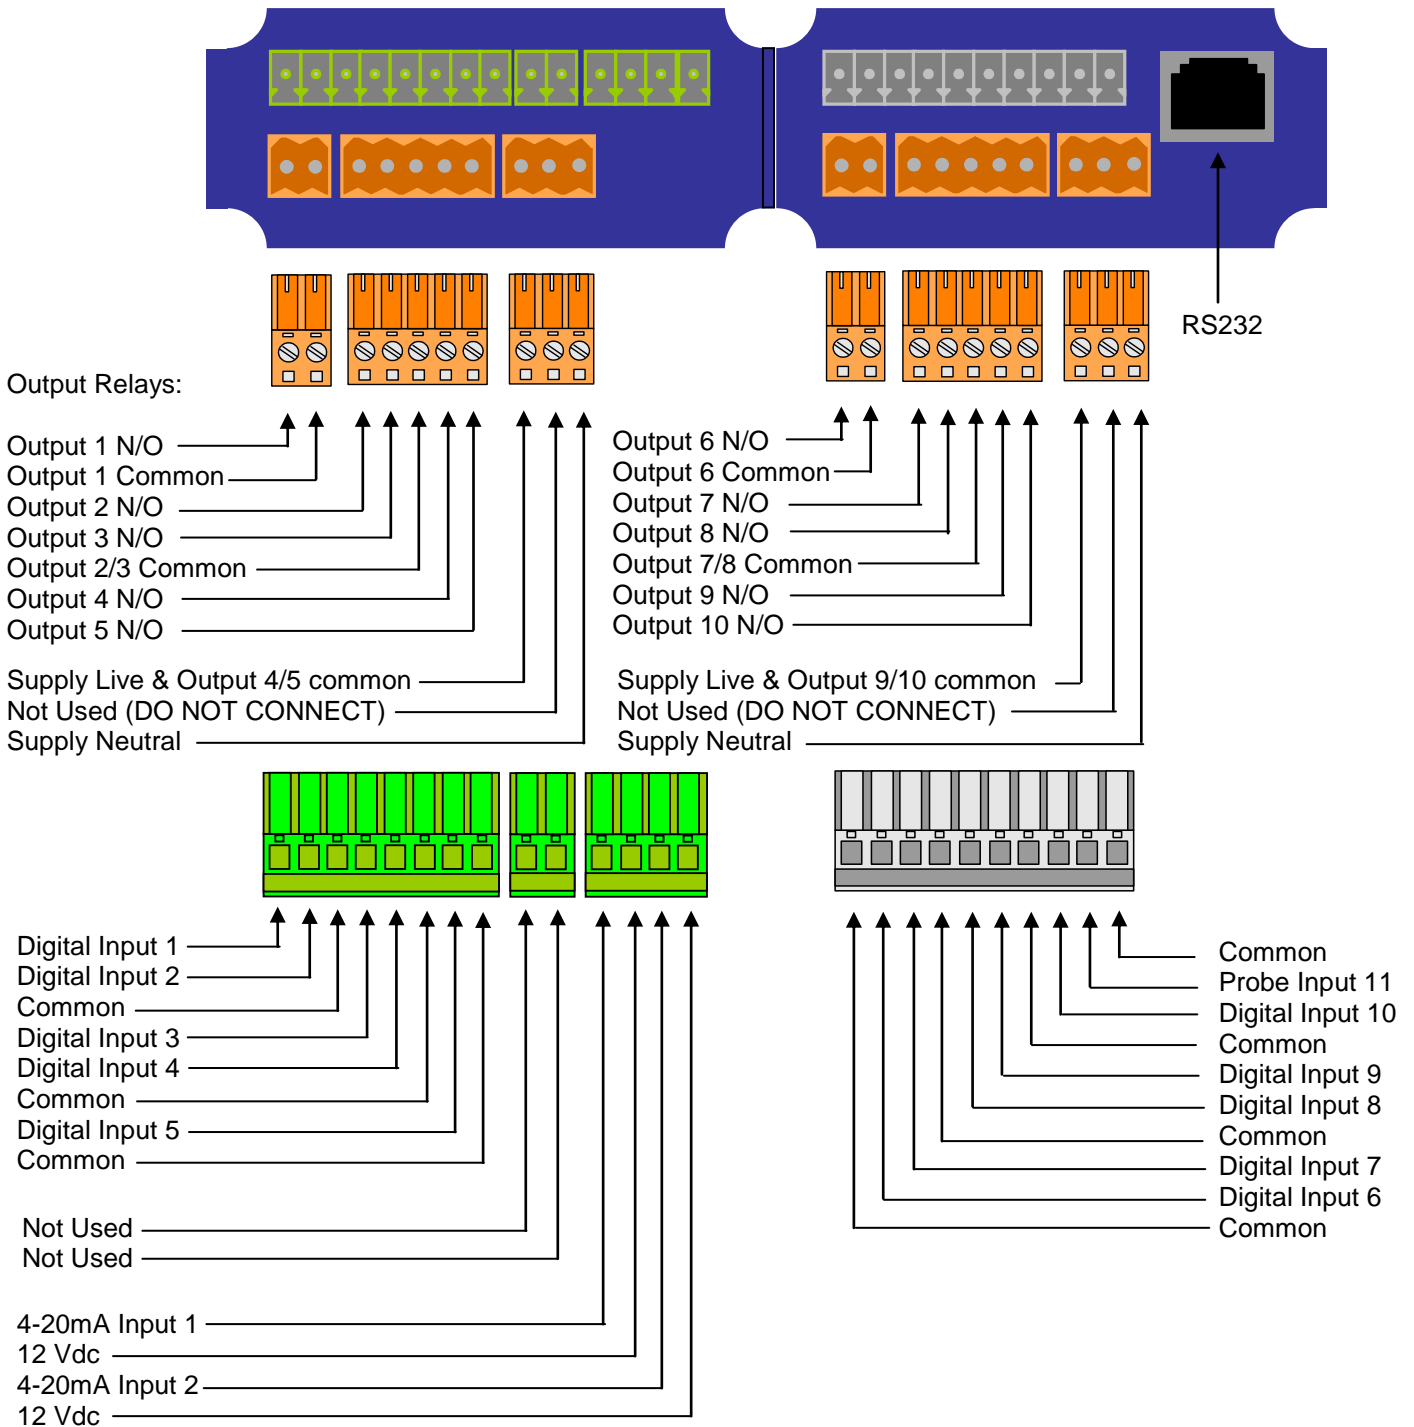 RS232
Output Relays:
Output 1 N/O
Output 1 Common
Output 2 N/O
Output 3 N/O
Output 2/3 Common
Output 4 N/O
Output 5 N/O
Supply Live & Output 4/5 common
Not Used (DO NOT CONNECT)
Supply Neutral
Output 6 N/O
Output 6 Common
Output 7 N/O
Output 8 N/O
Output 7/8 Common
Output 9 N/O
Output 10 N/O
Supply Live & Output 9/10 common
Not Used (DO NOT CONNECT)
Supply Neutral
Digital Input 1
Digital Input 2
Common
Digital Input 3
Digital Input 4
Common
Digital Input 5
Common
Not Used
Not Used
4-20mA Input 1
12 Vdc
4-20mA Input 2
12 Vdc
Common
Probe Input 11
Digital Input 10
Common
Digital Input 9
Digital Input 8
Common
Digital Input 7
Digital Input 6
Common